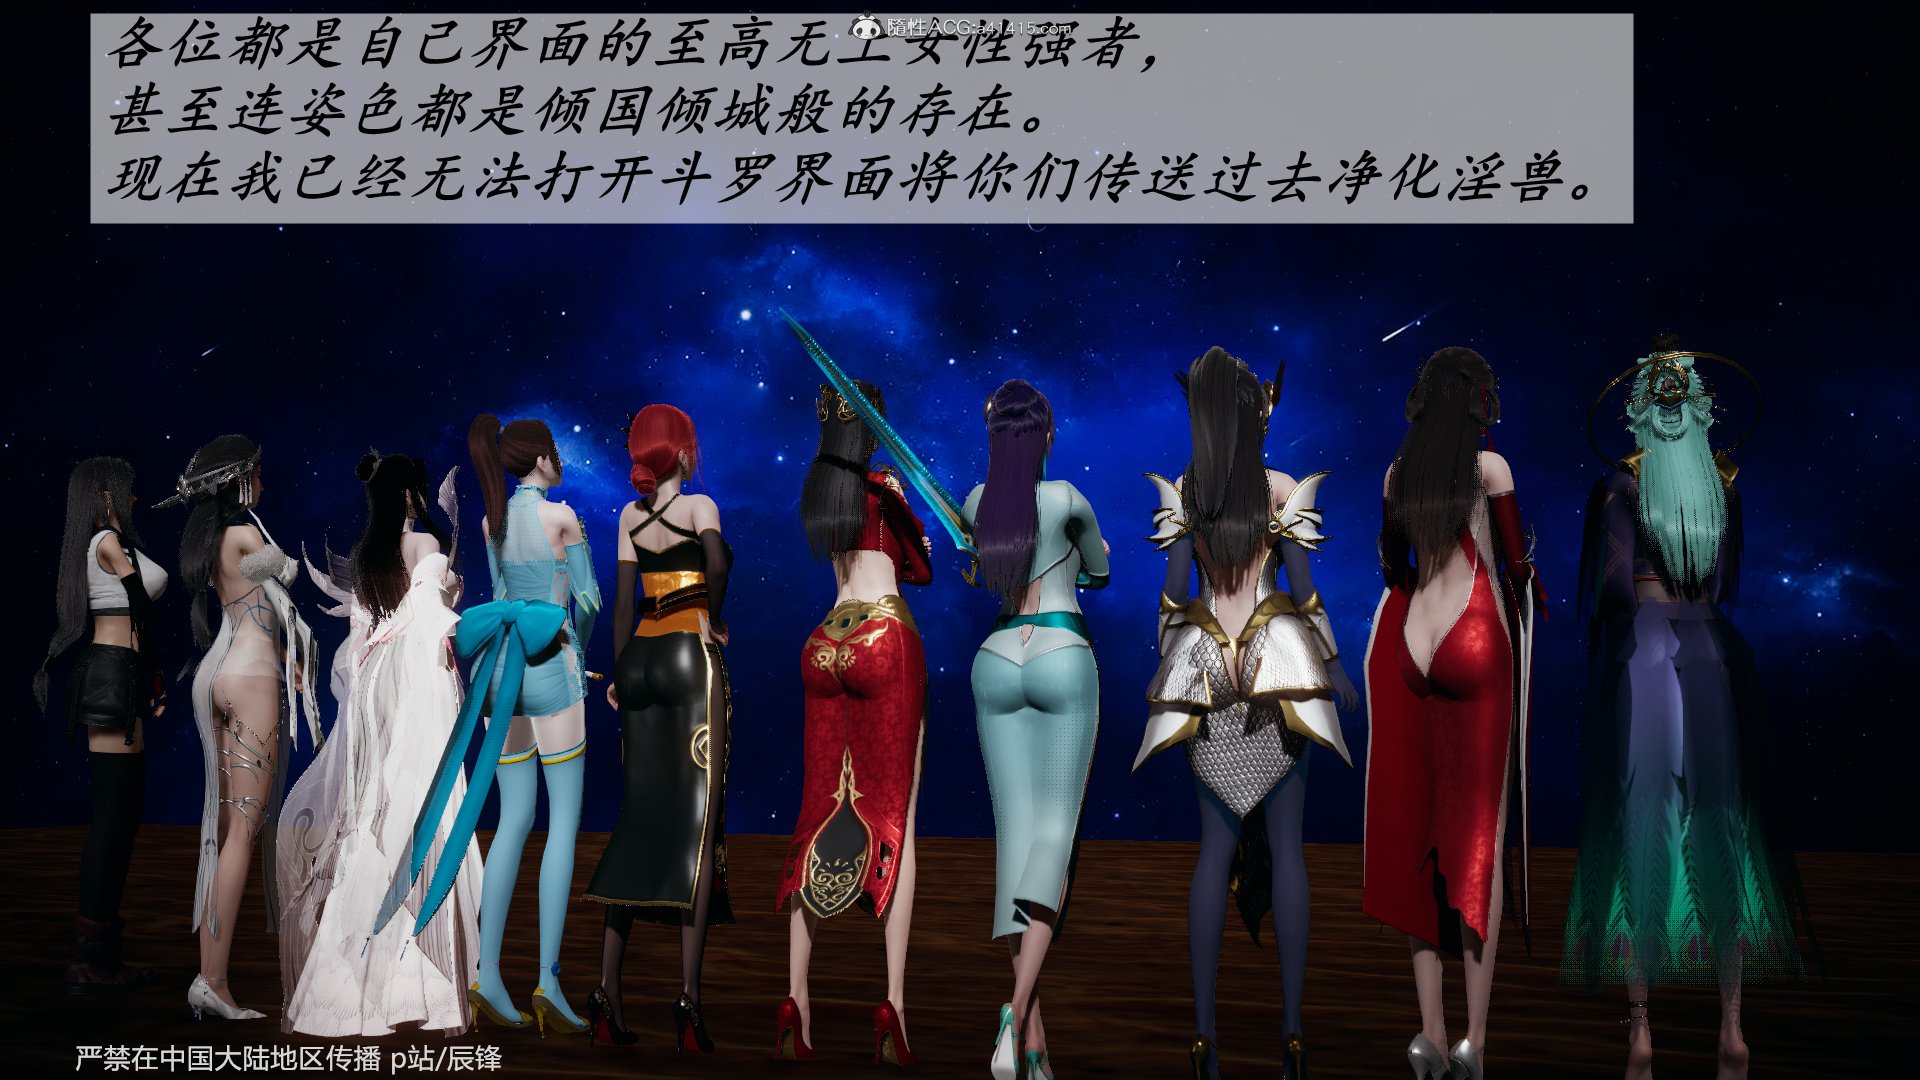 各位都是自己界面的至高无上女性强者，
隨性ACG:a41415.com
甚至连姿色都是倾国倾城般的存在。
现在我已经无法打开斗罗界面将你们传送过去净化淫兽。
严禁在中国大陆地区传播 p站/辰锋